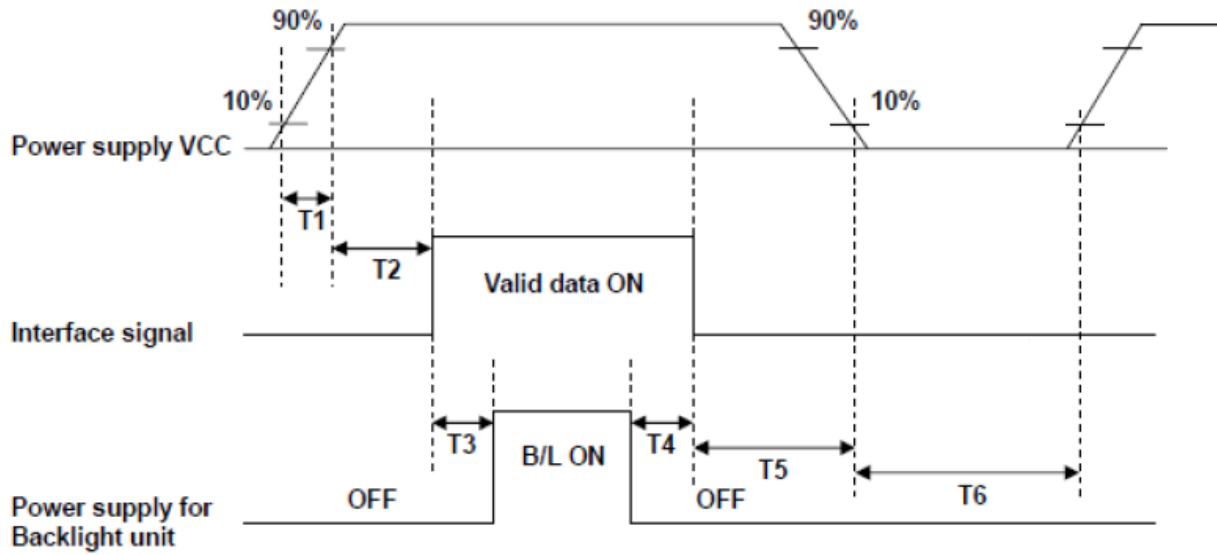 90%
90%
10%
10%
Power supply VCC
T1
T2
Valid data ON
Interface signal
T3
B/L ON
T4
T5
T6
OFF
OFF
Power supply for
Backlight unit